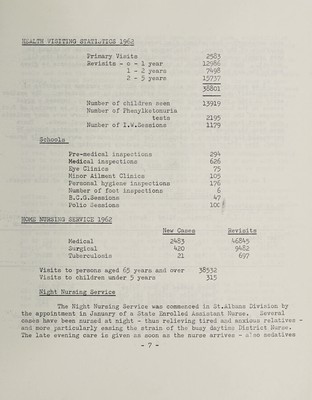 HEALTH VISITING STATISTICS 1962
Primary Visits 2583
Revisits - 0 - 1 year 12986
1 - 2 years 7498
2 - 5 years 15737
38801
Number of children seen 13919
Number of Phenylketonuria
tests 2195
Number of I.W.Sessions 1179
Schools
Pre-medical inspections 294
Medical inspections 626
Eye Clinics 75
Minor Ailment Clinics 105
Personal hygiene inspections 176
Number of foot inspections 6
B.C.G.Sessions 47
Polio Sessions 100
HOME NURSING SERVICE 1962
New Cases Revisits
Medical 2483 46845
Surgical 420 9482
Tuberculosis 21 697
Visits to persons aged 65 years and over 38532
Visits to children under 5 years 315
Night Nursing Service
The Night Nursing Service was commenced in St.Albans Division by
the appointment in January of a State Enrolled Assistant Nurse. Several
cases have been nursed at night - thus relieving tired and anxious relatives -
and more particularly easing the strain of the busy daytime District Nurse.
The late evening care is given as soon as the nurse arrives - also sedatives
- 7 -